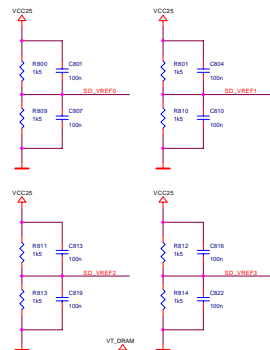 VCC25 VCC25
R800 C801 R801 C804
1k5 100n 1k5 100n
SD_VREF0 SD_VREF1
R809 C807 R810 C810
1k5 100n 1k5 100n
VCC25 VCC25
R811 C813 R812 C816
1k5 100n 1k5 100n
SD_VREF2 SD_VREF3
R813 C819 R814 C822
1k5 100n 1k5 100n
VT_DRAM